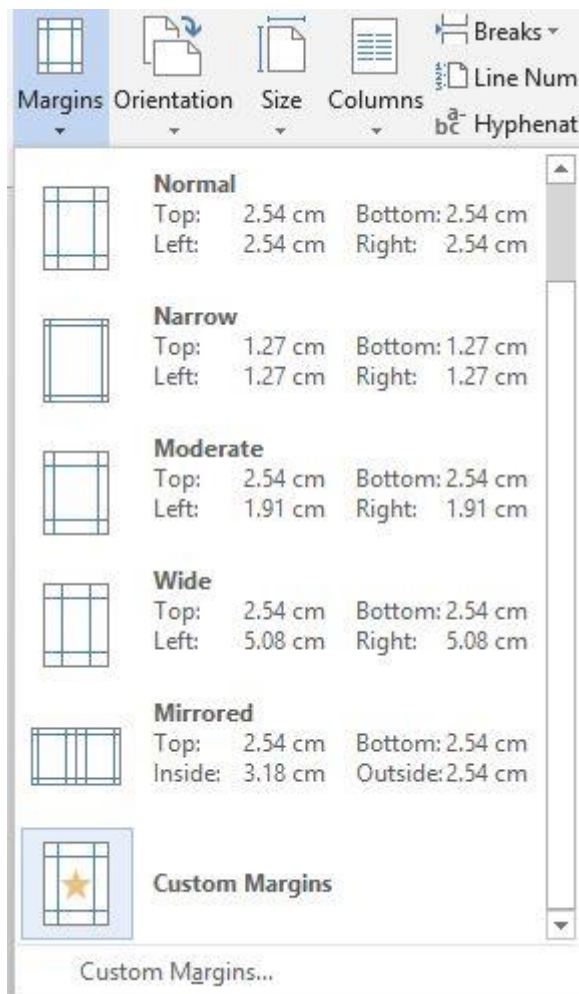 Breaks
Line Num
Margins Orientation Size Columns
bc a- Hyphenat
Normal
Top: 2.54 cm Bottom: 2.54 cm
Left: 2.54 cm Right: 2.54 cm
Narrow
Top: 1.27 cm Bottom: 1.27 cm
Left: 1.27 cm Right: 1.27 cm
Moderate
Top: 2.54 cm Bottom: 2.54 cm
Left: 1.91 cm Right: 1.91 cm
Wide
Top: 2.54 cm Bottom: 2.54 cm
Left: 5.08 cm Right: 5.08 cm
Mirrored
Top: 2.54 cm Bottom: 2.54 cm
Inside: 3.18 cm Outside: 2.54 cm
Custom Margins
Custom Margins...